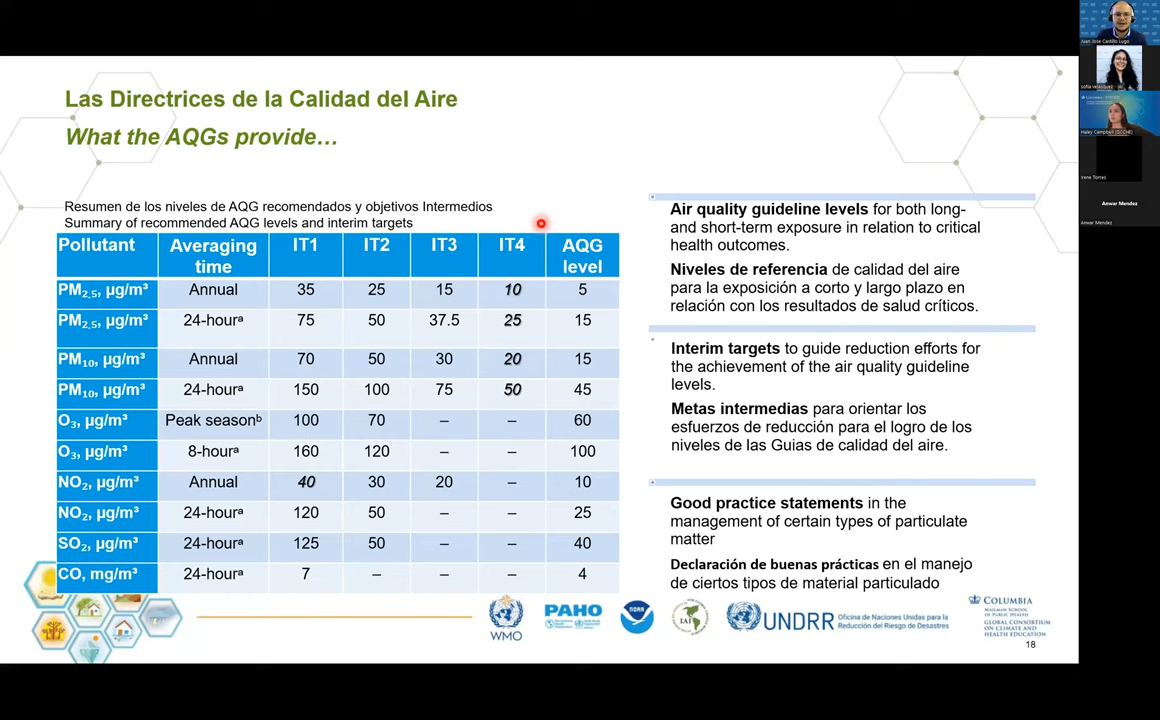 Las Directrices de la Calidad del Aire
What the AQGs provide…
Resumen de los niveles de AQG recomendados y objetivos Intermedios
Summary of recommended AQG levels and interim targets
Pollutant Averaging time IT1 IT2 IT3 IT4 AQG level
PM₂.₅, µg/m³ Annual 35 25 15 10 5
PM₂.₅, µg/m³ 24-hourᵃ 75 50 37.5 25 15
PM₁₀, µg/m³ Annual 70 50 30 20 15
PM₁₀, µg/m³ 24-hourᵃ 150 100 75 50 45
O₃, µg/m³ Peak seasonᵇ 100 70 – – 60
O₃, µg/m³ 8-hourᵃ 160 120 – – 100
NO₂, µg/m³ Annual 40 30 20 – 10
NO₂, µg/m³ 24-hourᵃ 120 50 – – 25
SO₂, µg/m³ 24-hourᵃ 125 50 – – 40
CO, mg/m³ 24-hourᵃ 7 – – – 4
Air quality guideline levels for both long-
and short-term exposure in relation to critical
health outcomes.
Niveles de referencia de calidad del aire
para la exposición a corto y largo plazo en
relación con los resultados de salud críticos.
Interim targets to guide reduction efforts for
the achievement of the air quality guideline
levels.
Metas intermedias para orientar los
esfuerzos de reducción para el logro de los
niveles de las Guias de calidad del aire.
Good practice statements in the
management of certain types of particulate
matter
Declaración de buenas prácticas en el manejo
de ciertos tipos de material particulado
WMO
PAHO
NOAA
IAI
UNDRR
Oficina de Naciones Unidas para la
Reducción del Riesgo de Desastres
COLUMBIA
MAILMAN SCHOOL
OF PUBLIC HEALTH
GLOBAL CONSORTIUM
ON CLIMATE AND
HEALTH EDUCATION
18
Juan Jose Castillo Lugo
Haley Campbell (GCCHE)
Irene Torres
Anwar Mendez
Anwar Mendez